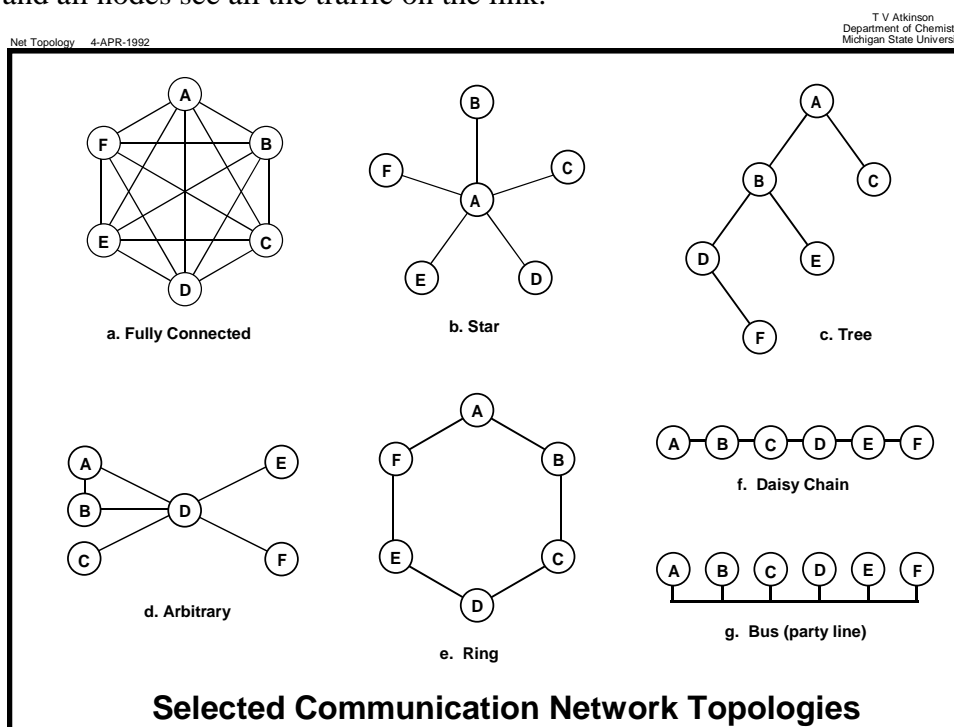 and all nodes see all the traffic on the link.
T V Atkinson
Department of Chemist
Michigan State Universi
Net Topology 4-APR-1992
A
F B
E C
D
a. Fully Connected
B
F C
A
E D
b. Star
A
B C
D E
F
c. Tree
A E
B D
C F
d. Arbitrary
A
F B
E C
D
e. Ring
A B C D E F
f. Daisy Chain
A B C D E F
g. Bus (party line)
Selected Communication Network Topologies